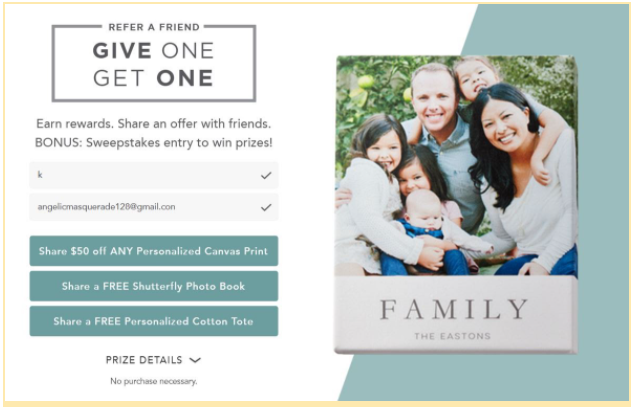 REFER A FRIEND
GIVE ONE
GET ONE
Earn rewards. Share an offer with friends.
BONUS: Sweepstakes entry to win prizes!
k
angelicmasquerade128@gmail.con
Share $50 off ANY Personalized Canvas Print
Share a FREE Shutterfly Photo Book
Share a FREE Personalized Cotton Tote
PRIZE DETAILS
No purchase necessary.
FAMILY
THE EASTONS